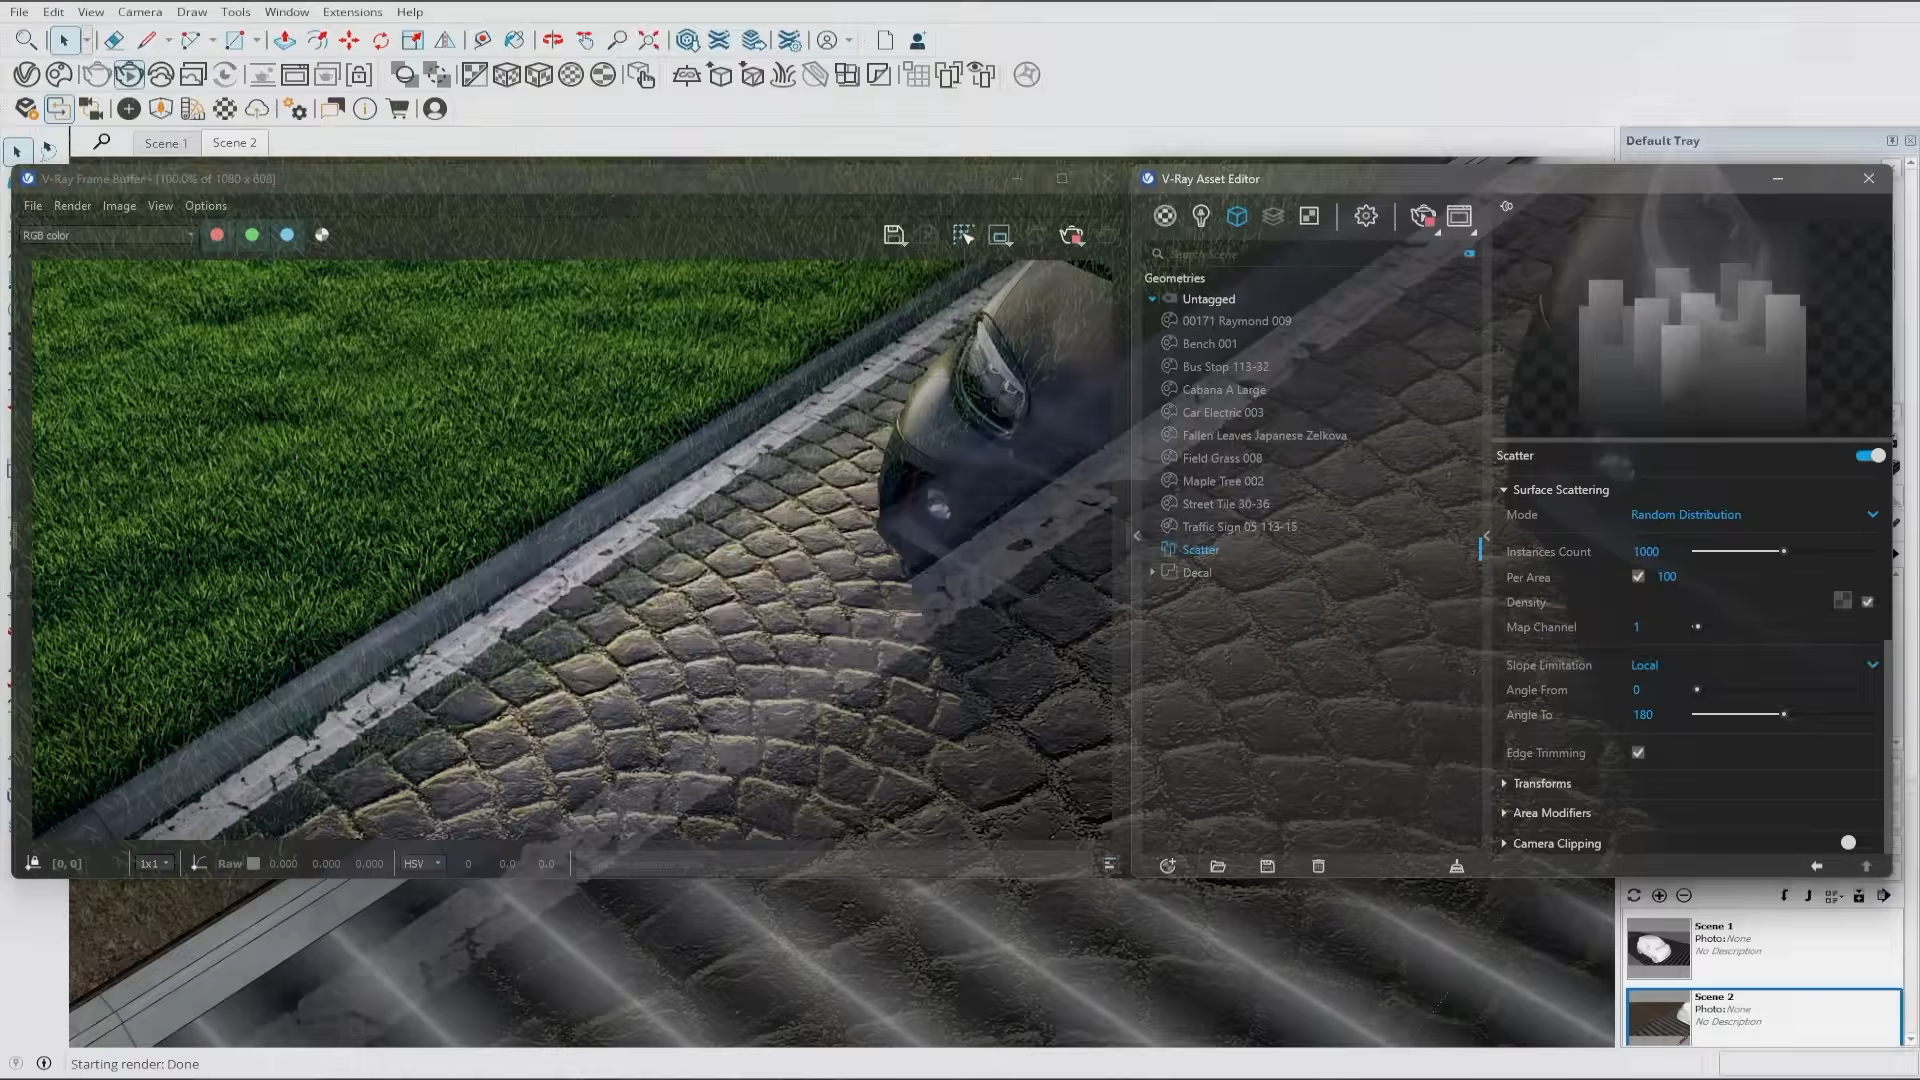 File Edit View Camera Draw Tools Window Extensions Help
Scene 1 Scene 2
Default Tray
V-Ray Frame Buffer - [100.0% of 1080 x 608]
File Render Image View Options
RGB color
V-Ray Asset Editor
Search Scene
Geometries
Untagged
00171 Raymond 009
Bench 001
Bus Stop 113-32
Cabana A Large
Car Electric 003
Fallen Leaves Japanese Zelkova
Field Grass 008
Maple Tree 002
Street Tile 30-36
Traffic Sign 05 113-15
Scatter
Decal
Scatter
Surface Scattering
Mode Random Distribution
Instances Count 1000
Per Area 100
Density
Map Channel 1
Slope Limitation Local
Angle From 0
Angle To 180
Edge Trimming
Transforms
Area Modifiers
Camera Clipping
[0, 0] 1x1 Raw 0.000 0.000 0.000 HSV 0 0.0 0.0
Scene 1
Photo: None
No Description
Scene 2
Photo: None
No Description
Starting render: Done